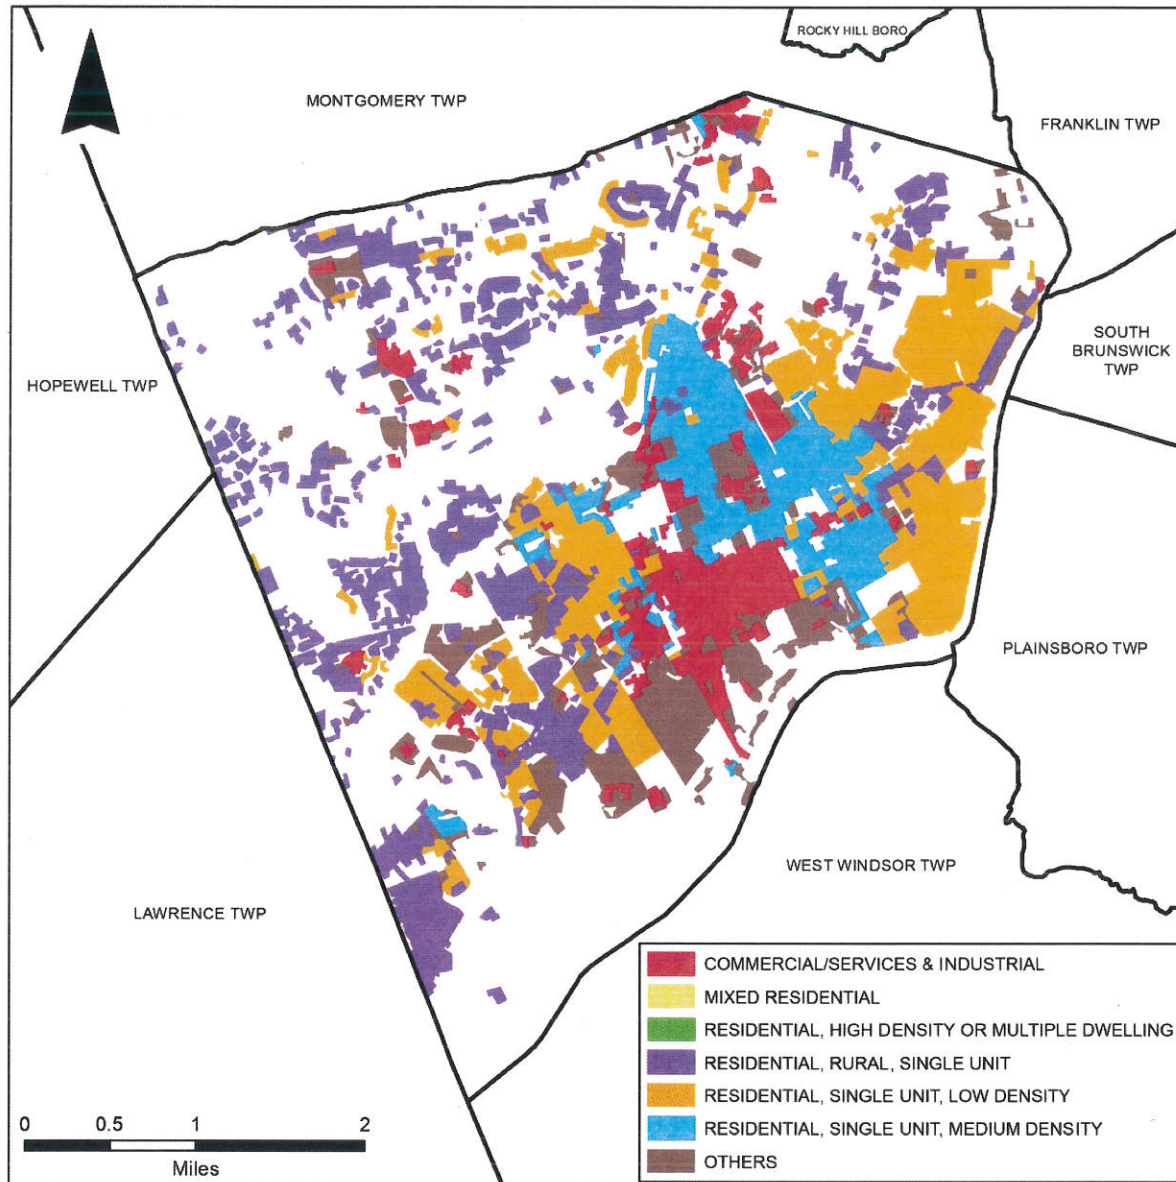 ROCKY HILL BORO
MONTGOMERY TWP
FRANKLIN TWP
SOUTH
BRUNSWICK
TWP
HOPEWELL TWP
PLAINSBORO TWP
WEST WINDSOR TWP
LAWRENCE TWP
COMMERCIAL/SERVICES & INDUSTRIAL
MIXED RESIDENTIAL
RESIDENTIAL, HIGH DENSITY OR MULTIPLE DWELLING
RESIDENTIAL, RURAL, SINGLE UNIT
RESIDENTIAL, SINGLE UNIT, LOW DENSITY
RESIDENTIAL, SINGLE UNIT, MEDIUM DENSITY
OTHERS
0 0.5 1 2
Miles